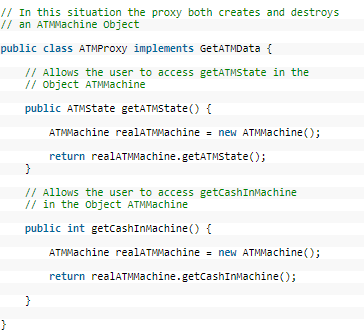 // In this situation the proxy both creates and destroys
// an ATMMachine Object
public class ATMProxy implements GetATMData {
// Allows the user to access getATMState in the
// Object ATMMachine
public ATMState getATMState() {
ATMMachine realATMMachine = new ATMMachine();
return realATMMachine.getATMState();
}
// Allows the user to access getCashInMachine
// in the Object ATMMachine
public int getCashInMachine() {
ATMMachine realATMMachine = new ATMMachine();
return realATMMachine.getCashInMachine();
}
}